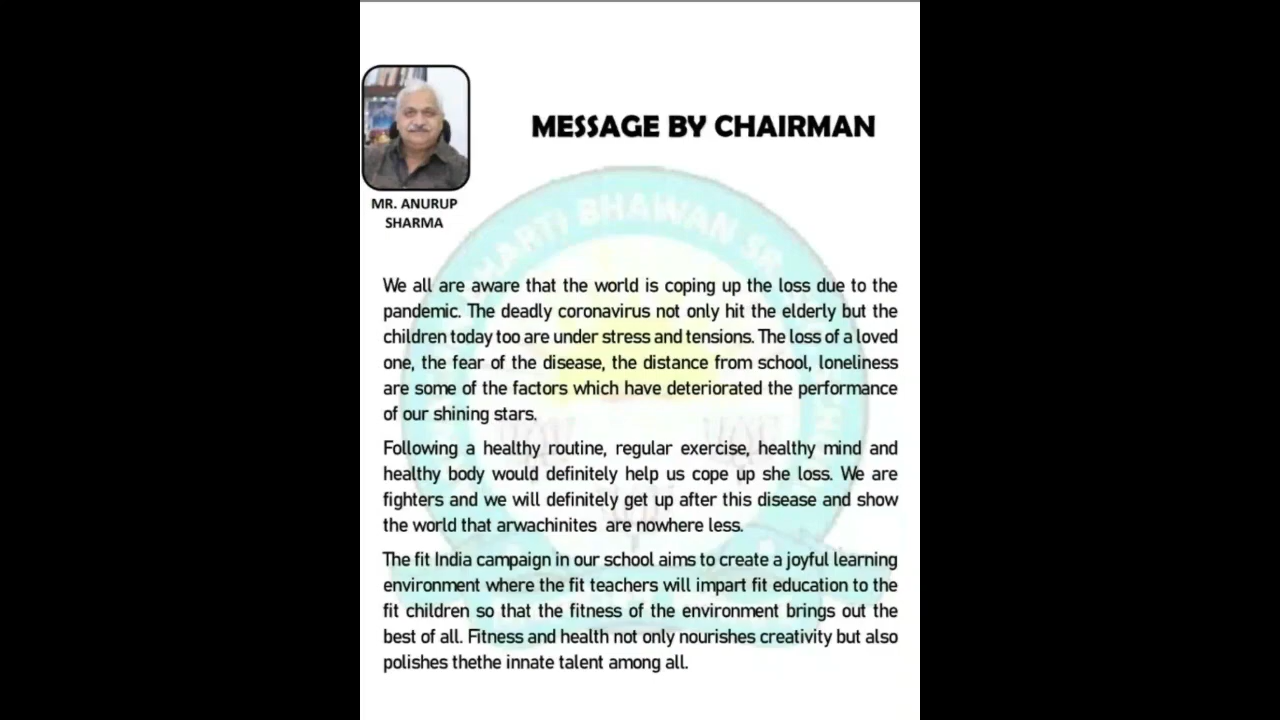 MESSAGE BY CHAIRMAN
MR. ANURUP
SHARMA
BHARTI BHAWAN SR.
We all are aware that the world is coping up the loss due to the
pandemic. The deadly coronavirus not only hit the elderly but the
children today too are under stress and tensions. The loss of a loved
one, the fear of the disease, the distance from school, loneliness
are some of the factors which have deteriorated the performance
of our shining stars.
Following a healthy routine, regular exercise, healthy mind and
healthy body would definitely help us cope up she loss. We are
fighters and we will definitely get up after this disease and show
the world that arwachinites are nowhere less.
The fit India campaign in our school aims to create a joyful learning
environment where the fit teachers will impart fit education to the
fit children so that the fitness of the environment brings out the
best of all. Fitness and health not only nourishes creativity but also
polishes thethe innate talent among all.